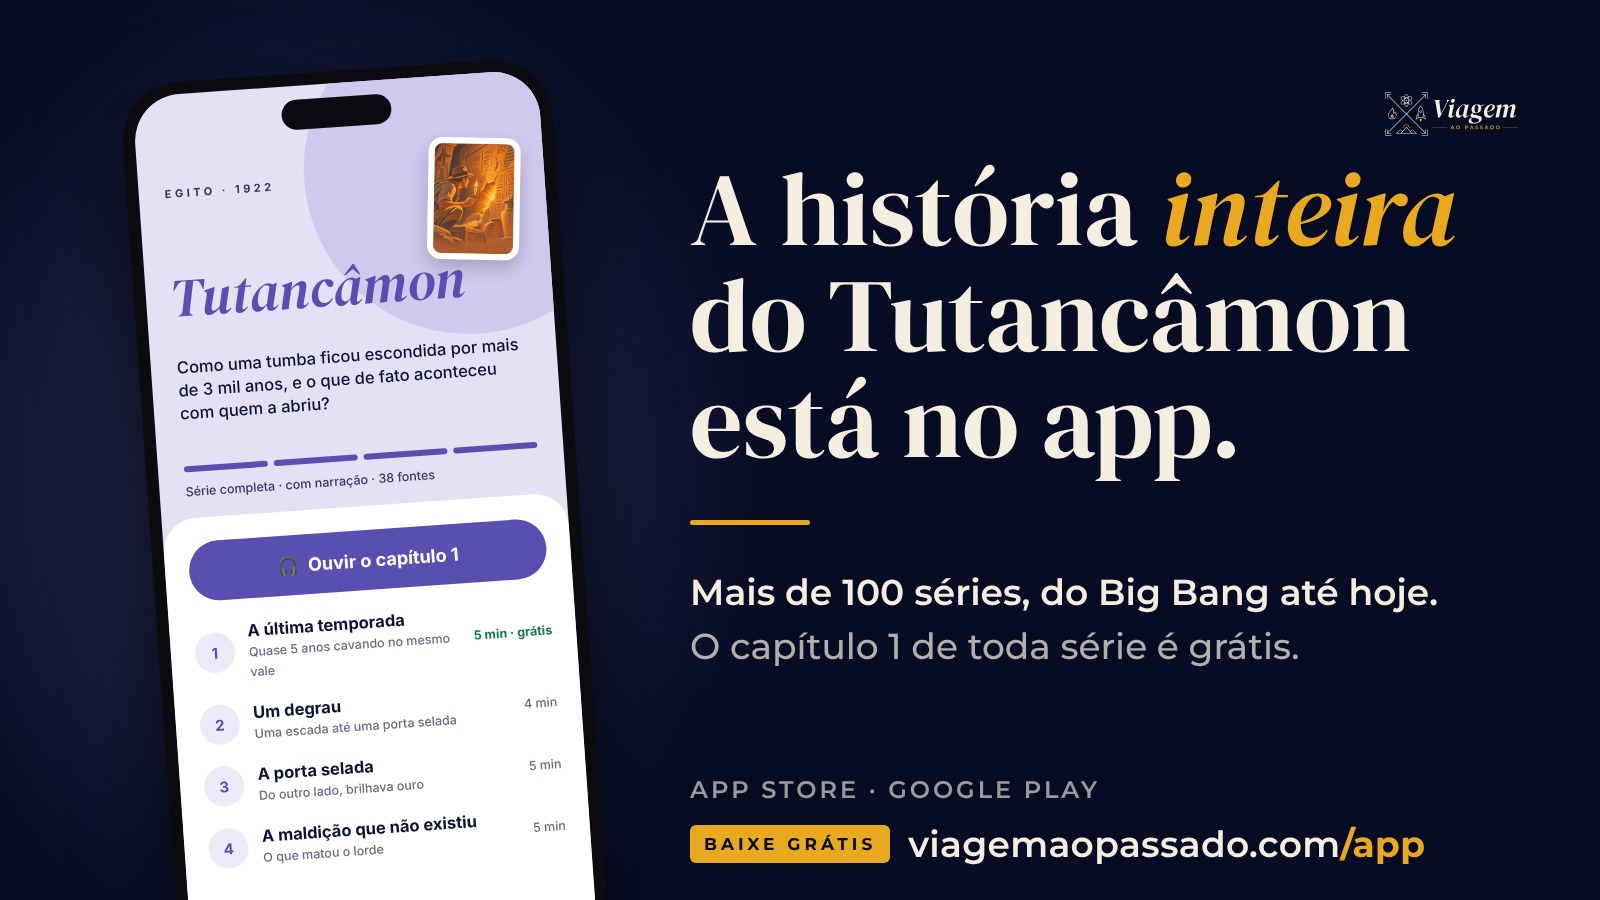 EGITO · 1922
Tutancâmon
Como uma tumba ficou escondida por mais
de 3 mil anos, e o que de fato aconteceu
com quem a abriu?
Série completa · com narração · 38 fontes
🎧 Ouvir o capítulo 1
1
A última temporada
Quase 5 anos cavando no mesmo
vale
5 min · grátis
2
Um degrau
Uma escada até uma porta selada
4 min
3
A porta selada
Do outro lado, brilhava ouro
5 min
4
A maldição que não existiu
O que matou o lorde
5 min
Viagem
AO PASSADO
A história inteira
do Tutancâmon
está no app.
Mais de 100 séries, do Big Bang até hoje.
O capítulo 1 de toda série é grátis.
APP STORE · GOOGLE PLAY
BAIXE GRÁTIS viagemaopassado.com/app